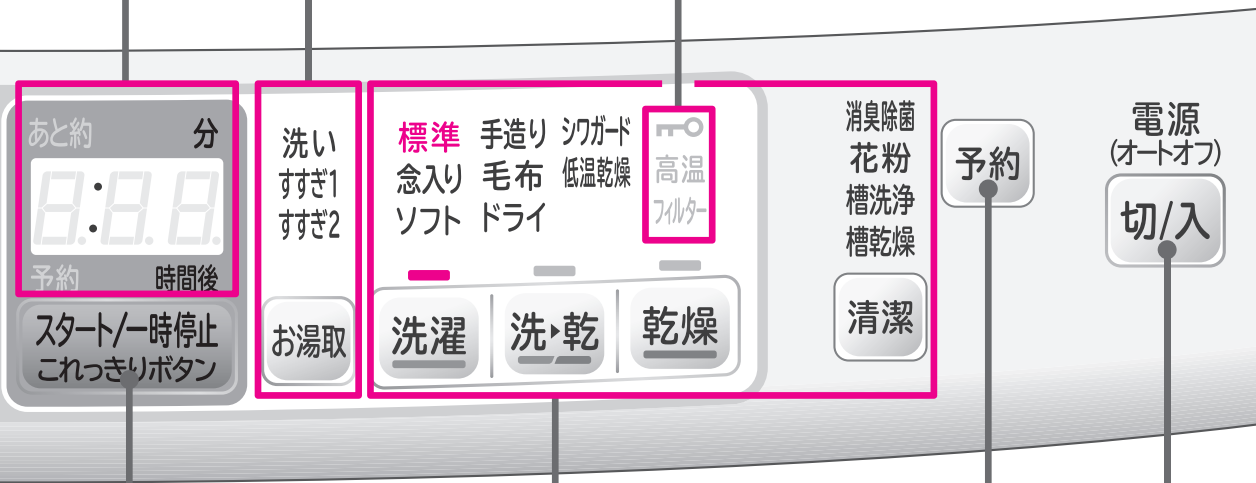 あと約 分
予約 時間後
スタート/一時停止
これっきりボタン
洗い
すすぎ1
すすぎ2
お湯取
標準 手造り シワガード
念入り 毛布 低温乾燥
ソフト ドライ
高温
フィルター
洗濯 洗▸乾 乾燥
消臭除菌
花粉
槽洗浄
槽乾燥
清潔
予約
電源
(オートオフ)
切/入